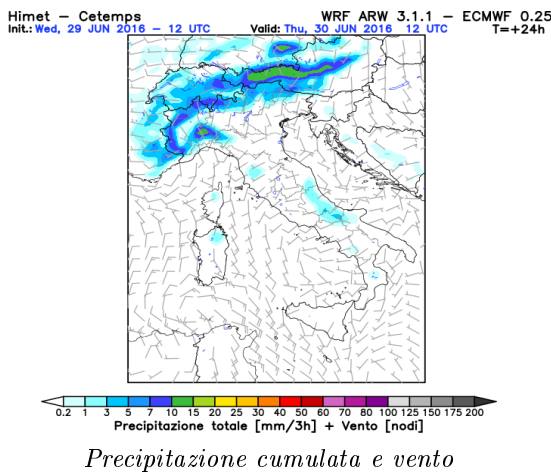 Himet – Cetemps WRF ARW 3.1.1 – ECMWF 0.25
Init.: Wed, 29 JUN 2016 – 12 UTC Valid: Thu, 30 JUN 2016 12 UTC T=+24h
0.2 1 3 5 7 10 15 20 25 30 40 50 60 70 80 100 125 150 175 200
Precipitazione totale [mm/3h] + Vento [nodi]
Precipitazione cumulata e vento